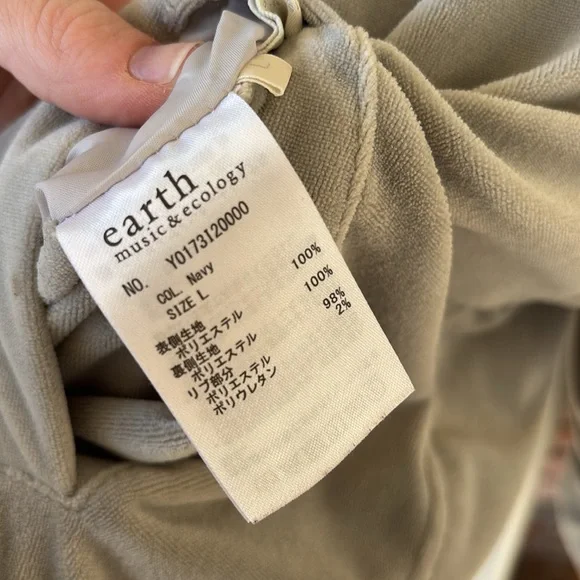 earth
music & ecology
NO. Y0173I20000
COL. Navy
SIZE L
表側生地
ポリエステル 100%
裏側生地
ポリエステル 100%
リブ部分
ポリエステル 98%
ポリウレタン 2%